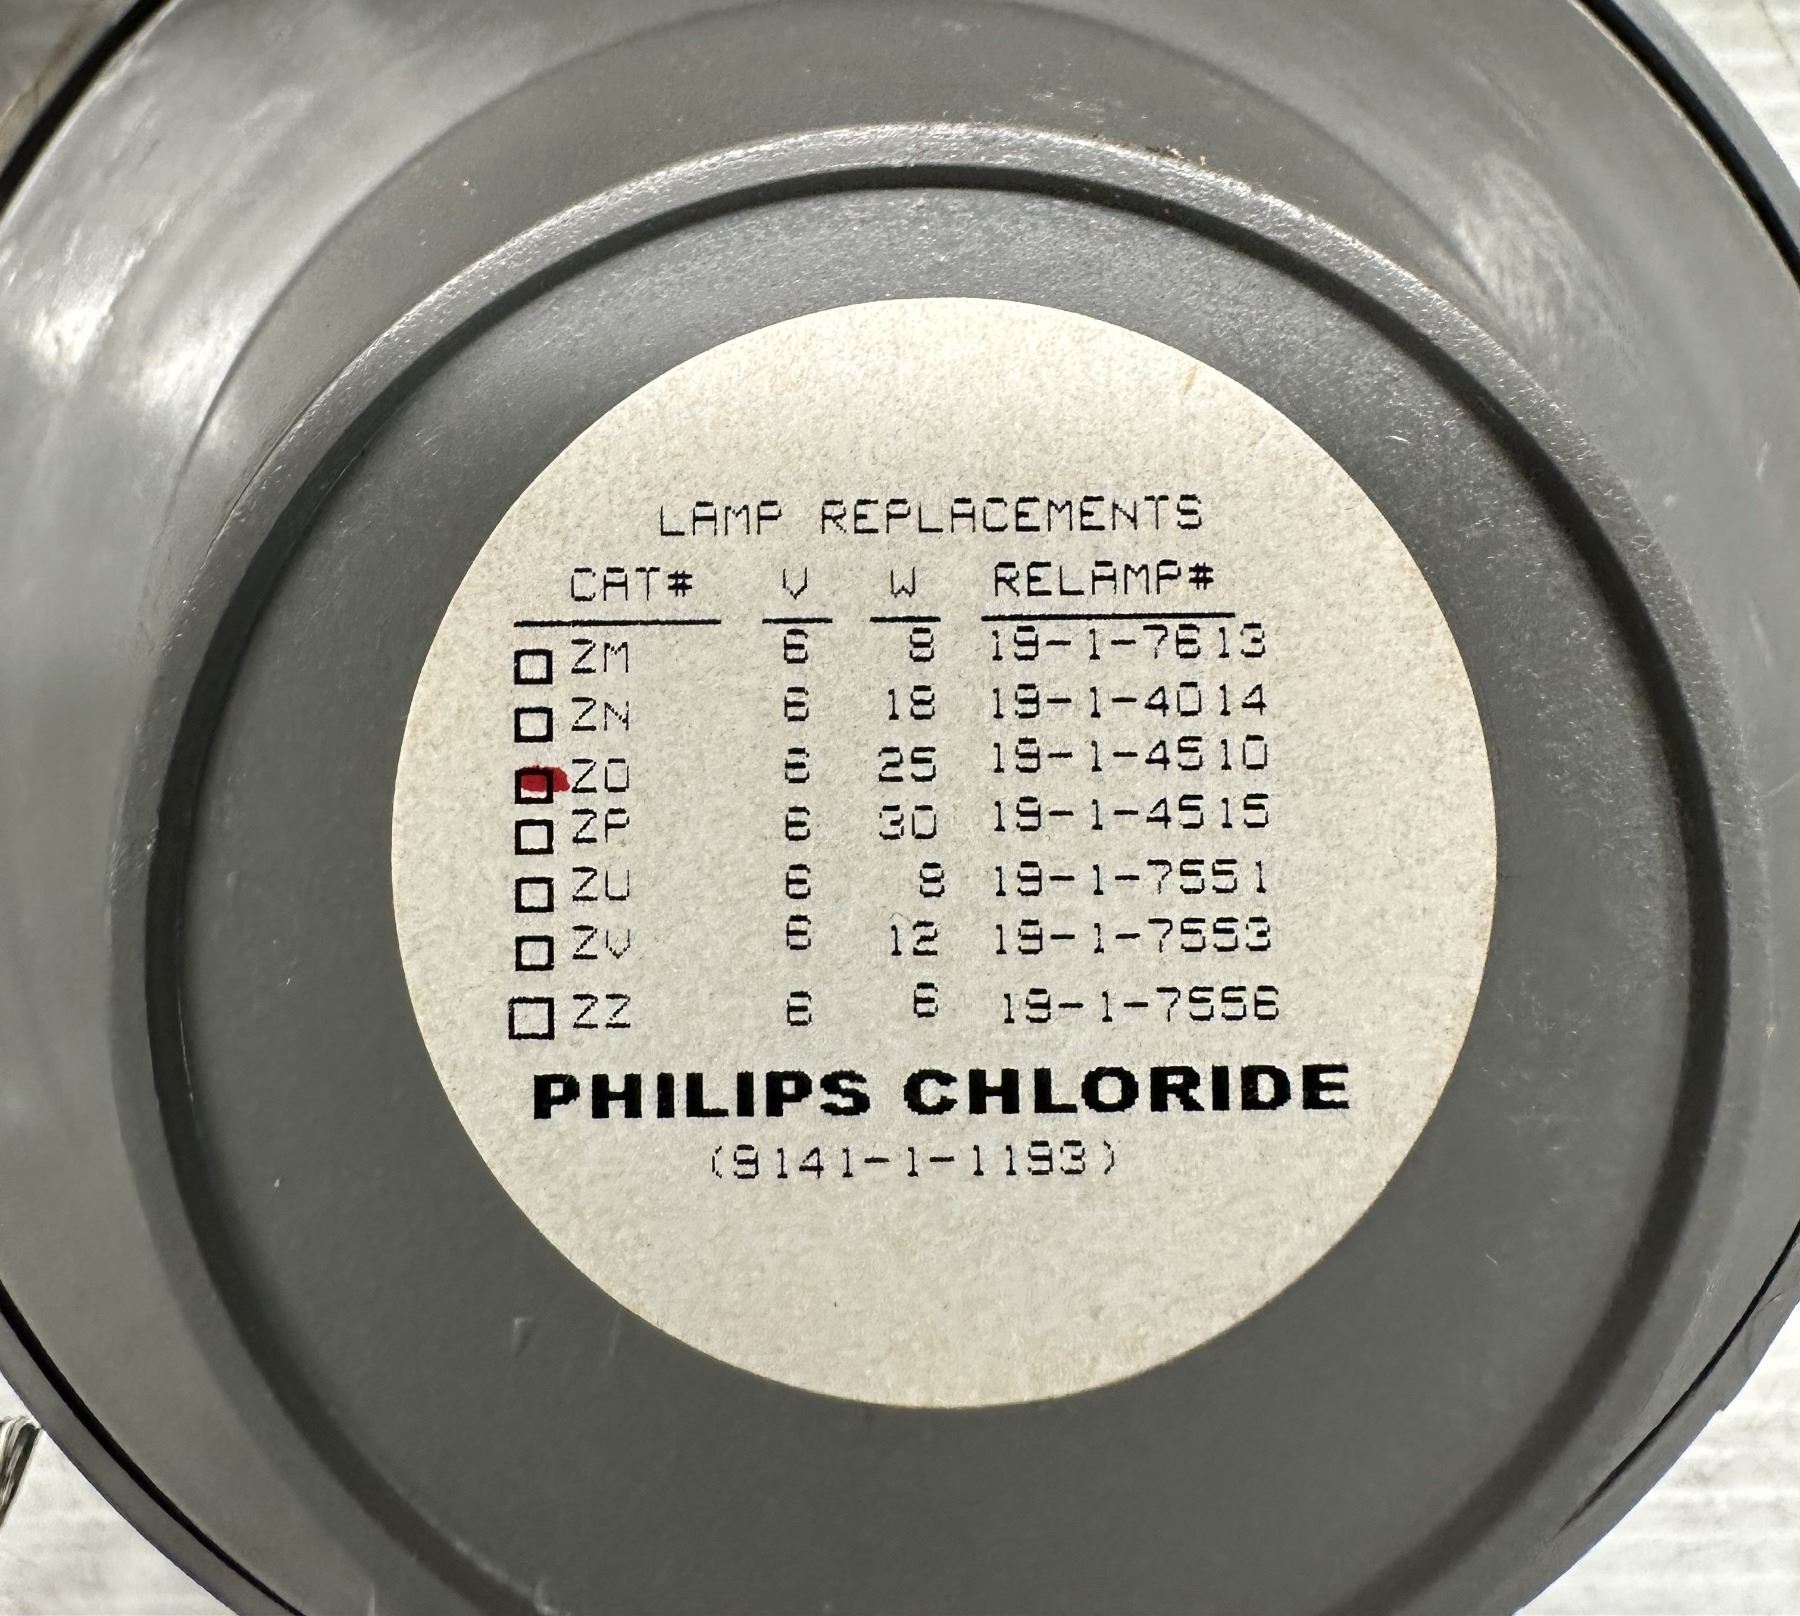 LAMP REPLACEMENTS
CAT# V W RELAMP#
ZM 6 8 19-1-7613
ZN 6 18 19-1-4014
ZO 6 25 19-1-4510
ZP 6 30 19-1-4515
ZU 6 8 19-1-7551
ZV 6 12 19-1-7553
ZZ 6 6 19-1-7556
PHILIPS CHLORIDE
(9141-1-1193)